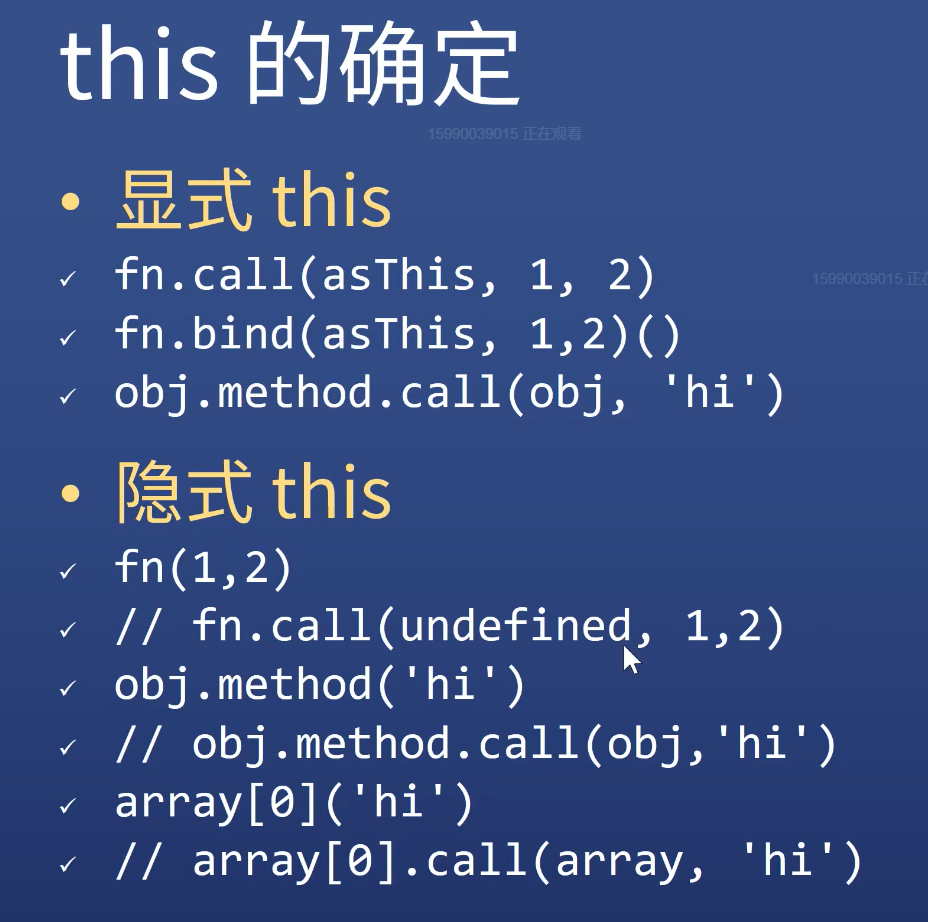 this 的确定
15990039015 正在观看
• 显式 this
15990039015 正在
✓ fn.call(asThis, 1, 2)
✓ fn.bind(asThis, 1,2)()
✓ obj.method.call(obj, 'hi')
• 隐式 this
✓ fn(1,2)
✓ // fn.call(undefined, 1,2)
✓ obj.method('hi')
✓ // obj.method.call(obj,'hi')
✓ array[0]('hi')
✓ // array[0].call(array, 'hi')